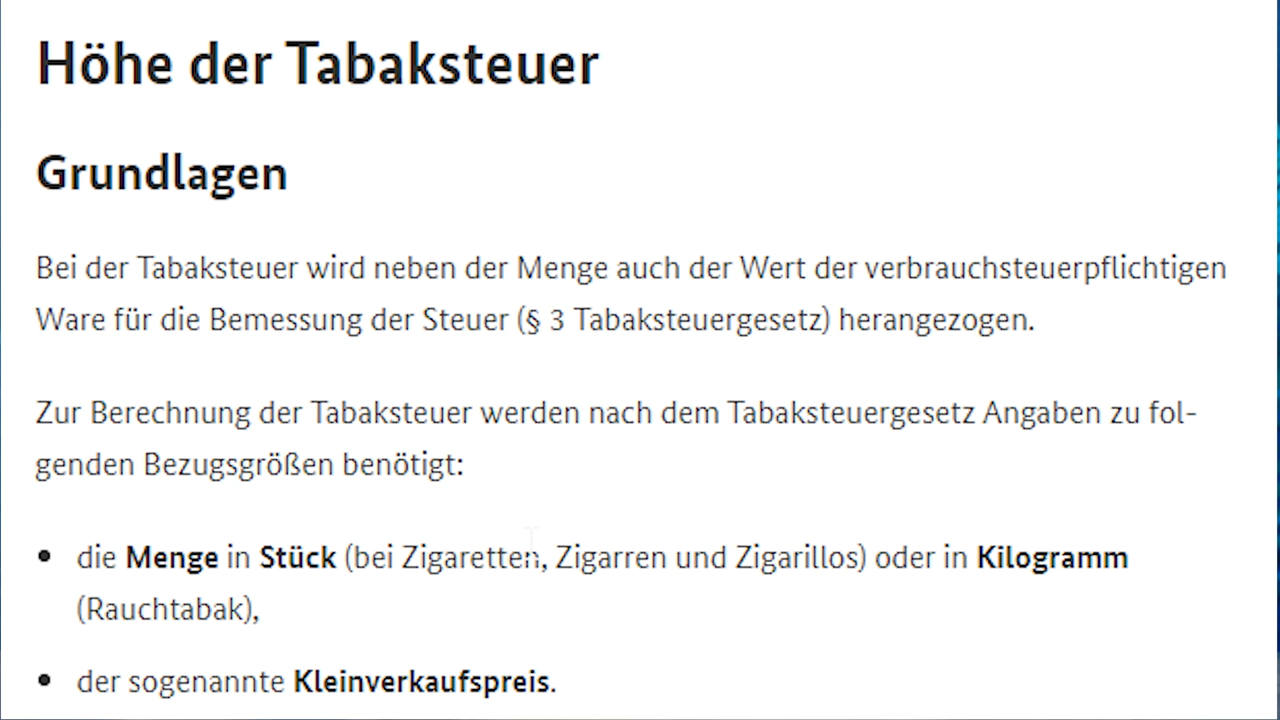 Höhe der Tabaksteuer
Grundlagen
Bei der Tabaksteuer wird neben der Menge auch der Wert der verbrauchsteuerpflichtigen
Ware für die Bemessung der Steuer (§ 3 Tabaksteuergesetz) herangezogen.
Zur Berechnung der Tabaksteuer werden nach dem Tabaksteuergesetz Angaben zu fol-
genden Bezugsgrößen benötigt:
• die Menge in Stück (bei Zigaretten, Zigarren und Zigarillos) oder in Kilogramm
(Rauchtabak),
• der sogenannte Kleinverkaufspreis.